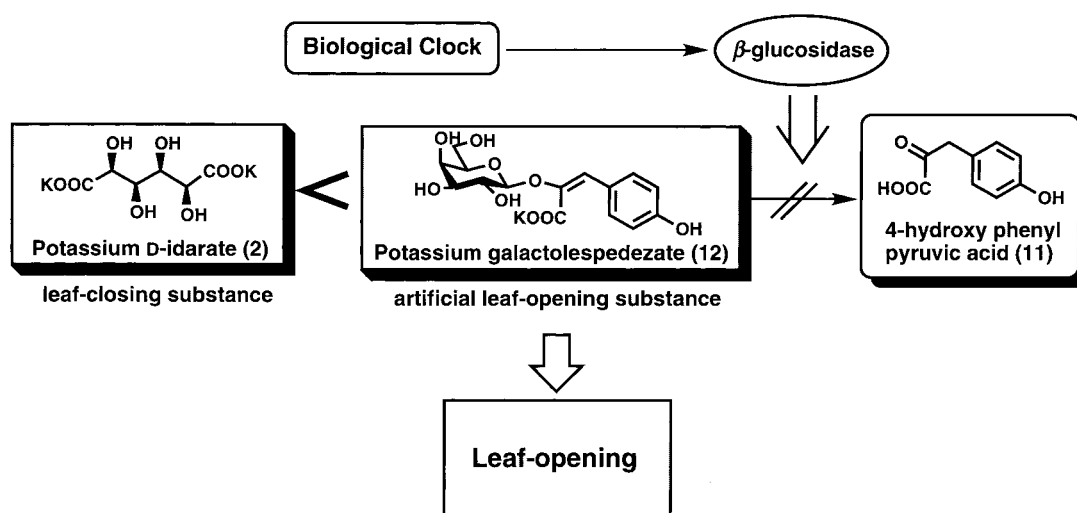 Biological Clock
β-glucosidase
OH
OH
KOOC
COOK
OH
OH
Potassium D-idarate (2)
leaf-closing substance
<
OH
OH
O
HO
OH
O
KOOC
OH
Potassium galactolespedezate (12)
artificial leaf-opening substance
O
HOOC
OH
4-hydroxy phenyl
pyruvic acid (11)
Leaf-opening